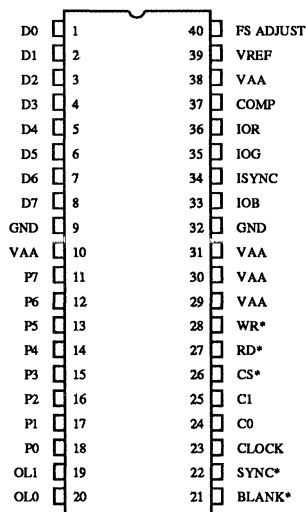 D0 1 40 FS ADJUST
D1 2 39 VREF
D2 3 38 VAA
D3 4 37 COMP
D4 5 36 IOR
D5 6 35 IOG
D6 7 34 ISYNC
D7 8 33 IOB
GND 9 32 GND
VAA 10 31 VAA
P7 11 30 VAA
P6 12 29 VAA
P5 13 28 WR*
P4 14 27 RD*
P3 15 26 CS*
P2 16 25 C1
P1 17 24 C0
P0 18 23 CLOCK
OL1 19 22 SYNC*
OL0 20 21 BLANK*